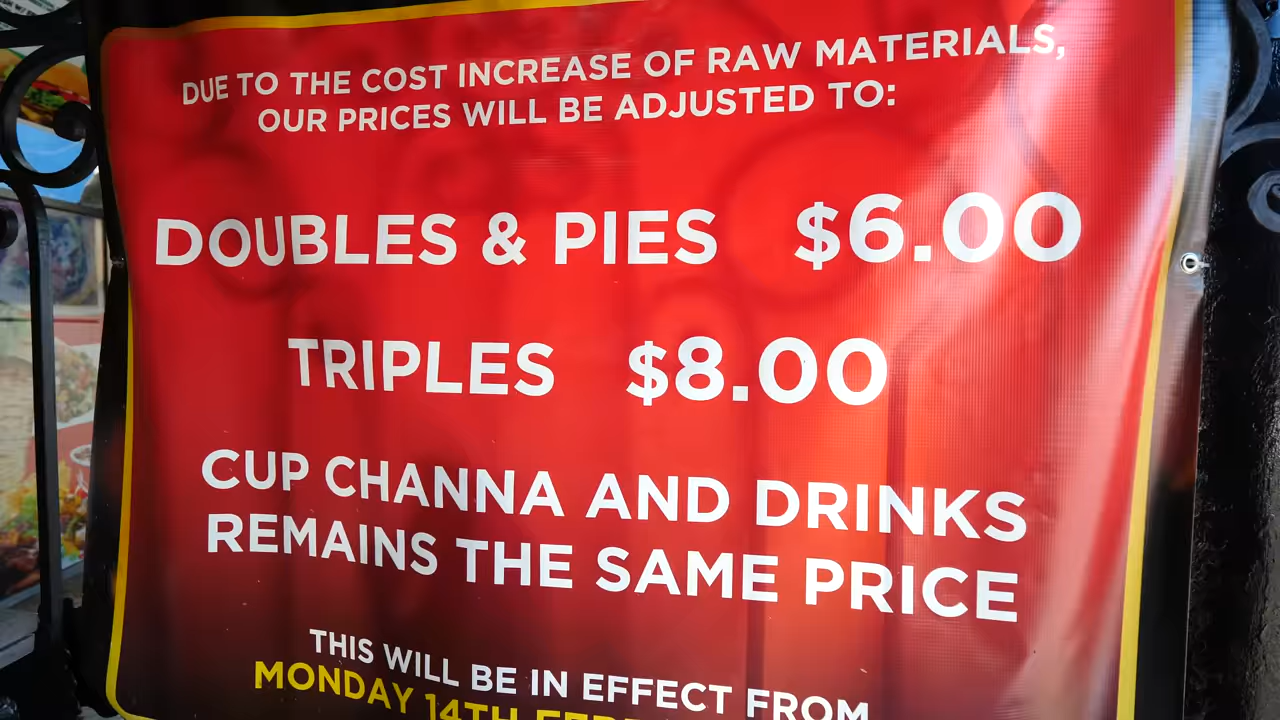 DUE TO THE COST INCREASE OF RAW MATERIALS,
OUR PRICES WILL BE ADJUSTED TO:
DOUBLES & PIES $6.00
TRIPLES $8.00
CUP CHANNA AND DRINKS
REMAINS THE SAME PRICE
THIS WILL BE IN EFFECT FROM
MONDAY 14TH